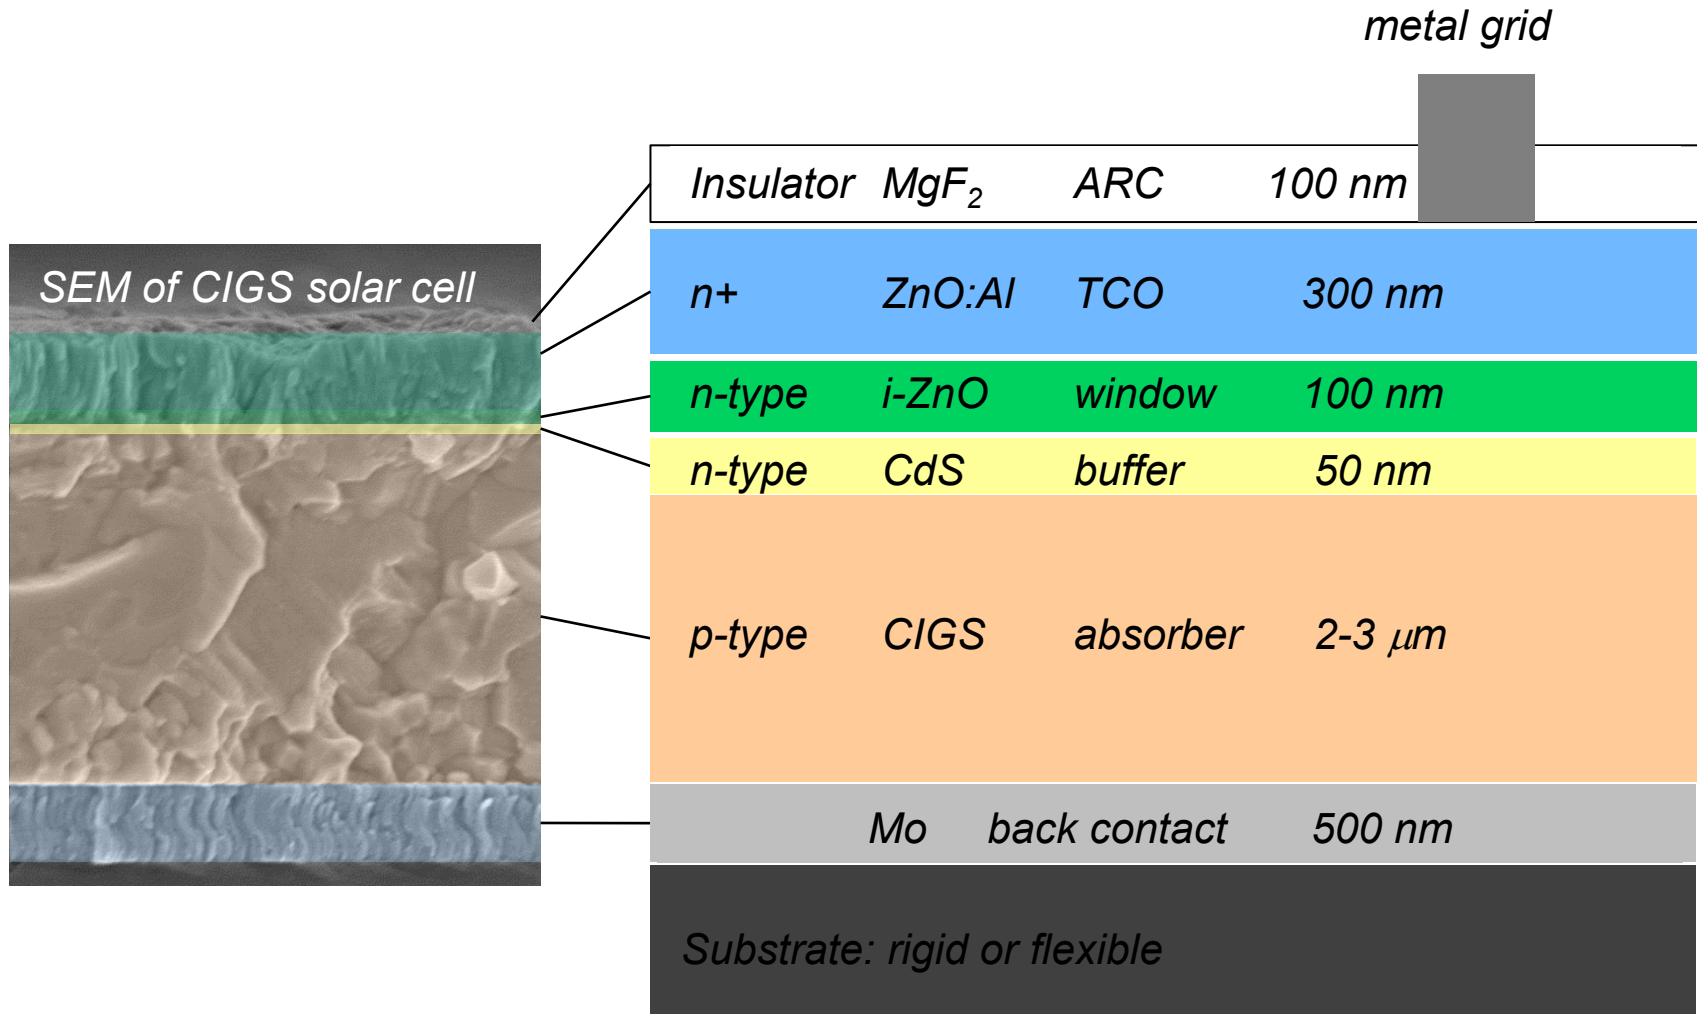 metal grid
Insulator MgF2 ARC 100 nm
SEM of CIGS solar cell
n+ ZnO:Al TCO 300 nm
n-type i-ZnO window 100 nm
n-type CdS buffer 50 nm
p-type CIGS absorber 2-3 μm
Mo back contact 500 nm
Substrate: rigid or flexible